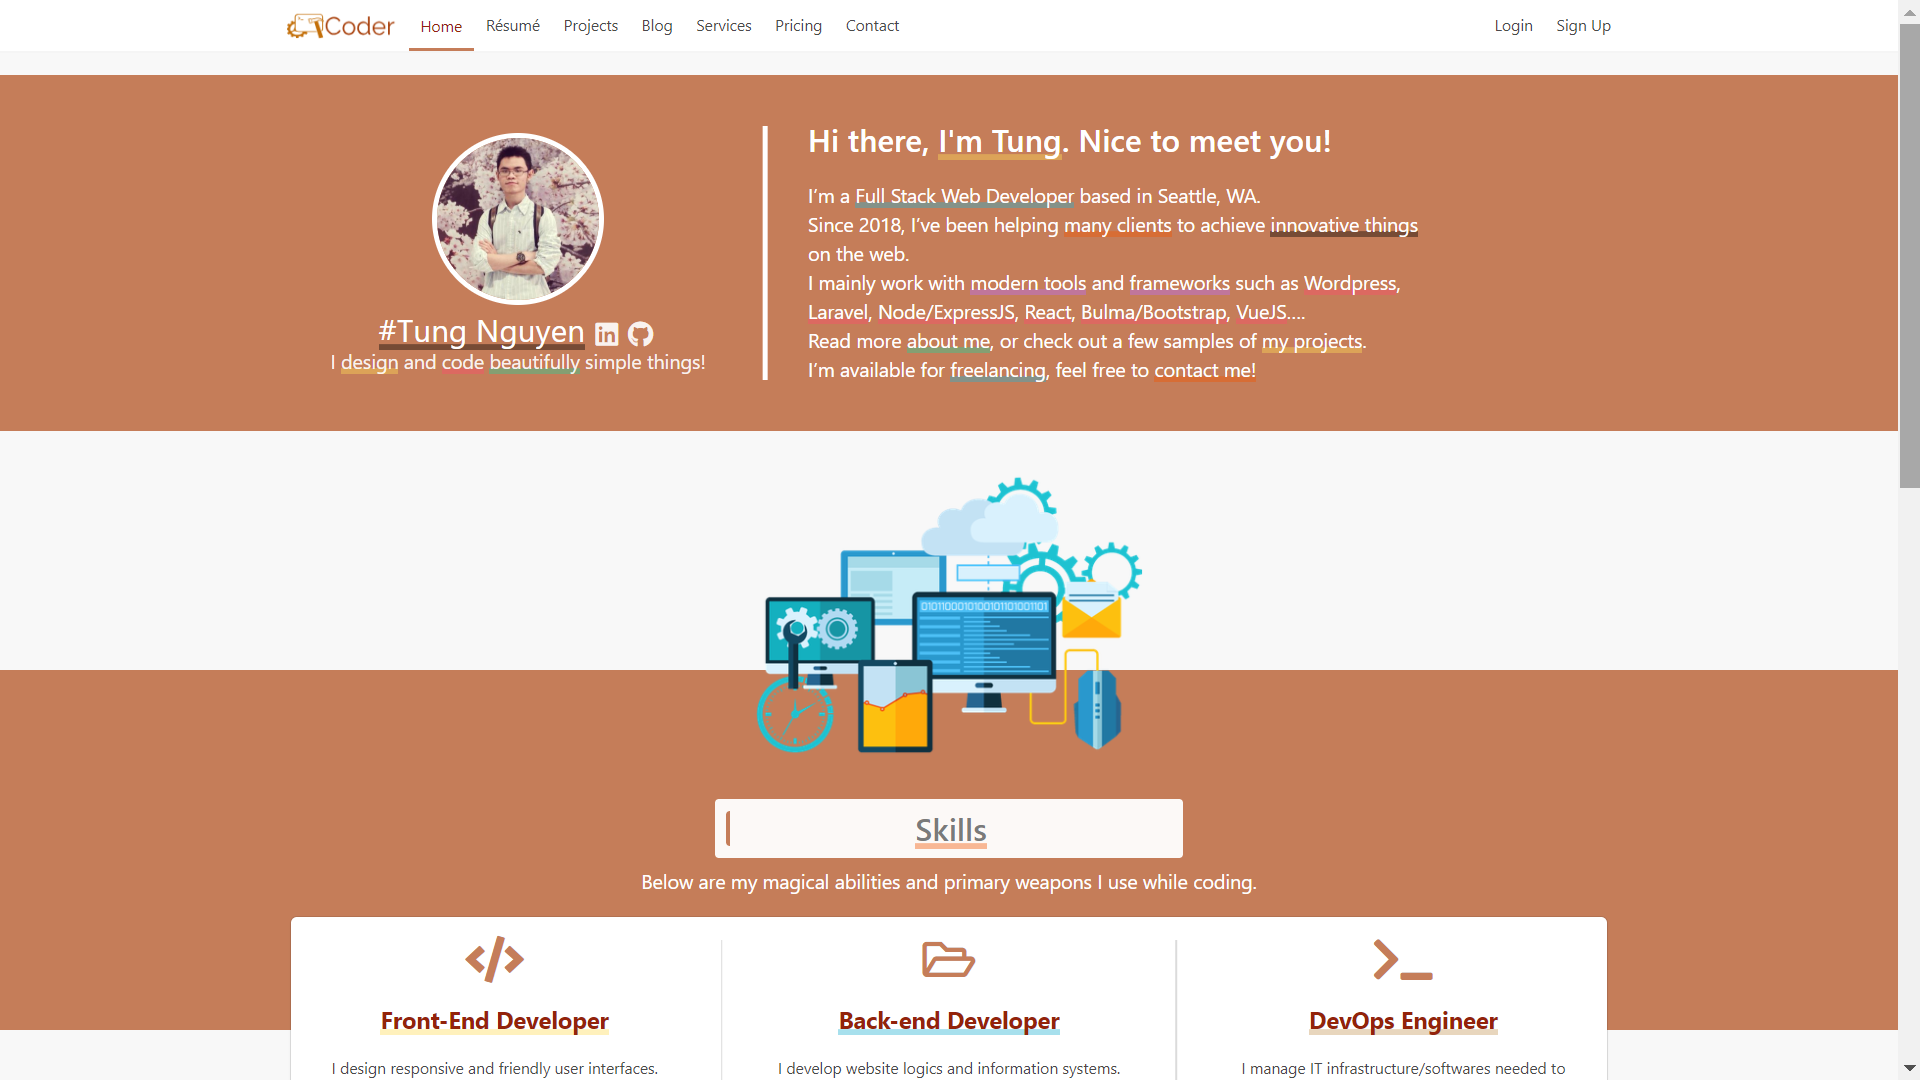 Coder Home Résumé Projects Blog Services Pricing Contact Login Sign Up
#Tung Nguyen
I design and code beautifully simple things!
Hi there, I'm Tung. Nice to meet you!
I’m a Full Stack Web Developer based in Seattle, WA.
Since 2018, I’ve been helping many clients to achieve innovative things
on the web.
I mainly work with modern tools and frameworks such as Wordpress,
Laravel, Node/ExpressJS, React, Bulma/Bootstrap, VueJS....
Read more about me, or check out a few samples of my projects.
I’m available for freelancing, feel free to contact me!
Skills
Below are my magical abilities and primary weapons I use while coding.
Front-End Developer
I design responsive and friendly user interfaces.
Back-end Developer
I develop website logics and information systems.
DevOps Engineer
I manage IT infrastructure/softwares needed to